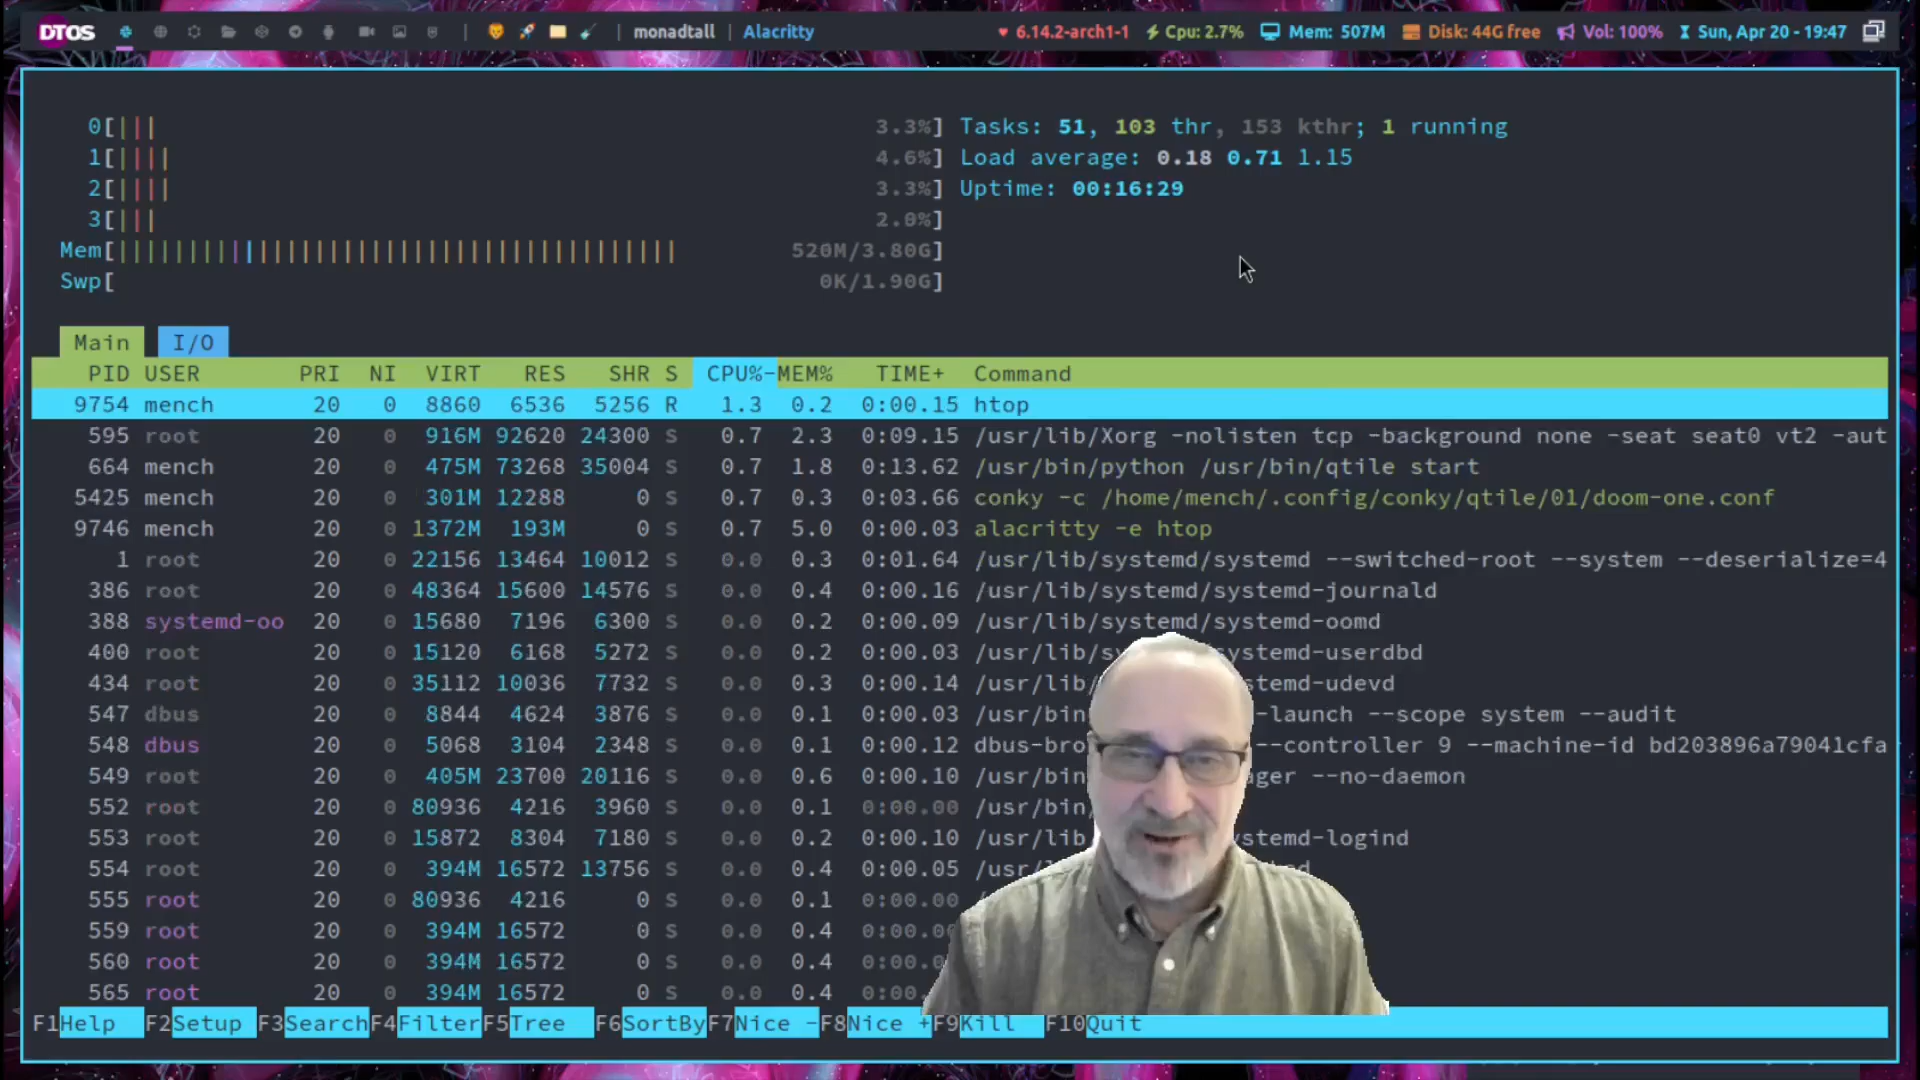 DTOS | monadtall | Alacritty ♥ 6.14.2-arch1-1 Cpu: 2.7% Mem: 507M Disk: 44G free Vol: 100% Sun, Apr 20 - 19:47
0[||| 3.3%] Tasks: 51, 103 thr, 153 kthr; 1 running
1[|||| 4.6%] Load average: 0.18 0.71 1.15
2[|||| 3.3%] Uptime: 00:16:29
3[||| 2.0%]
Mem[|||||||||||||||||||||||||||||||||||||||| 520M/3.80G]
Swp[ 0K/1.90G]
Main I/O
PID USER PRI NI VIRT RES SHR S CPU%-MEM% TIME+ Command
9754 mench 20 0 8860 6536 5256 R 1.3 0.2 0:00.15 htop
595 root 20 0 916M 92620 24300 S 0.7 2.3 0:09.15 /usr/lib/Xorg -nolisten tcp -background none -seat seat0 vt2 -aut
664 mench 20 0 475M 73268 35004 S 0.7 1.8 0:13.62 /usr/bin/python /usr/bin/qtile start
5425 mench 20 0 301M 12288 0 S 0.7 0.3 0:03.66 conky -c /home/mench/.config/conky/qtile/01/doom-one.conf
9746 mench 20 0 1372M 193M 0 S 0.7 5.0 0:00.03 alacritty -e htop
1 root 20 0 22156 13464 10012 S 0.0 0.3 0:01.64 /usr/lib/systemd/systemd --switched-root --system --deserialize=4
386 root 20 0 48364 15600 14576 S 0.0 0.4 0:00.16 /usr/lib/systemd/systemd-journald
388 systemd-oo 20 0 15680 7196 6300 S 0.0 0.2 0:00.09 /usr/lib/systemd/systemd-oomd
400 root 20 0 15120 6168 5272 S 0.0 0.2 0:00.03 /usr/lib/sy ystemd-userdbd
434 root 20 0 35112 10036 7732 S 0.0 0.3 0:00.14 /usr/lib/ stemd-udevd
547 dbus 20 0 8844 4624 3876 S 0.0 0.1 0:00.03 /usr/bin -launch --scope system --audit
548 dbus 20 0 5068 3104 2348 S 0.0 0.1 0:00.12 dbus-bro --controller 9 --machine-id bd203896a79041cfa
549 root 20 0 405M 23700 20116 S 0.0 0.6 0:00.10 /usr/bin ger --no-daemon
552 root 20 0 80936 4216 3960 S 0.0 0.1 0:00.00 /usr/bin
553 root 20 0 15872 8304 7180 S 0.0 0.2 0:00.10 /usr/lib ystemd-logind
554 root 20 0 394M 16572 13756 S 0.0 0.4 0:00.05 /usr/
555 root 20 0 80936 4216 0 S 0.0 0.1 0:00.00
559 root 20 0 394M 16572 0 S 0.0 0.4 0:00.00
560 root 20 0 394M 16572 0 S 0.0 0.4 0:00.0
565 root 20 0 394M 16572 0 S 0.0 0.4 0:00.
F1Help F2Setup F3Search F4Filter F5Tree F6SortBy F7Nice - F8Nice + F9Kill F10Quit